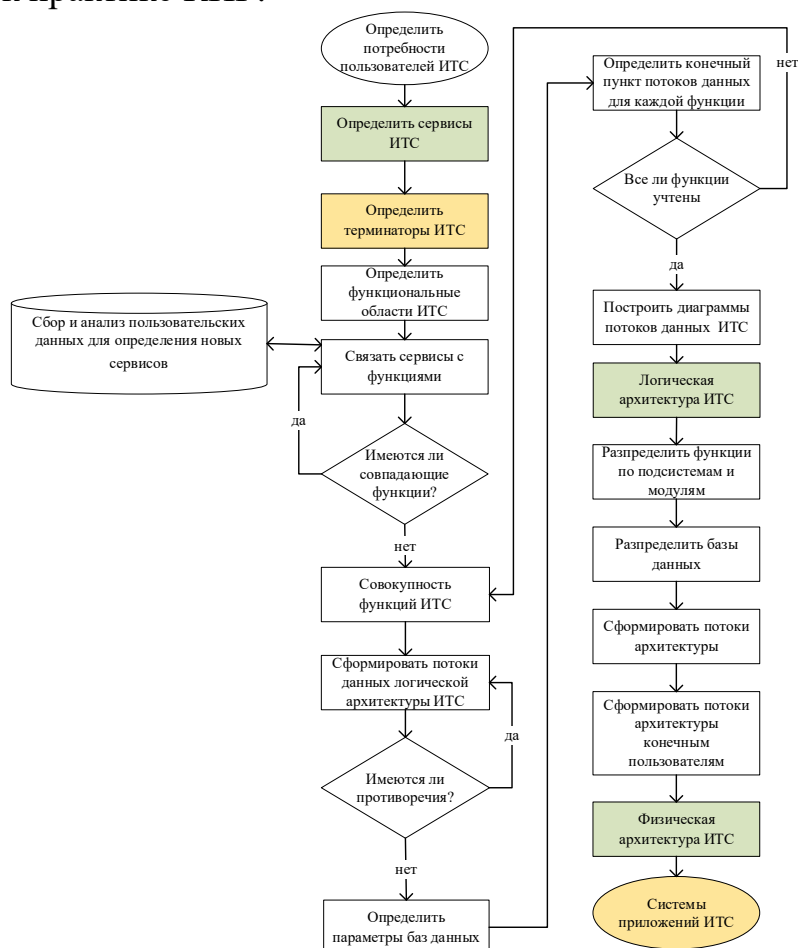 Определить
потребности
пользователей ИТС
Определить сервисы
ИТС
Определить
терминаторы ИТС
Определить
функциональные
области ИТС
Сбор и анализ пользовательских
данных для определения новых
сервисов
Связать сервисы с
функциями
да
Имеются ли
совпадающие
функции?
нет
Совокупность
функций ИТС
Сформировать потоки
данных логической
архитектуры ИТС
да
Имеются ли
противоречия?
нет
Определить
параметры баз данных
Определить конечный
пункт потоков данных
для каждой функции
нет
Все ли функции
учтены
да
Построить диаграммы
потоков данных ИТС
Логическая
архитектура ИТС
Разпределить функции
по подсистемам и
модулям
Разпределить базы
данных
Сформировать потоки
архитектуры
Сформировать потоки
архитектуры
конечным
пользователям
Физическая
архитектура ИТС
Системы
приложений ИТС